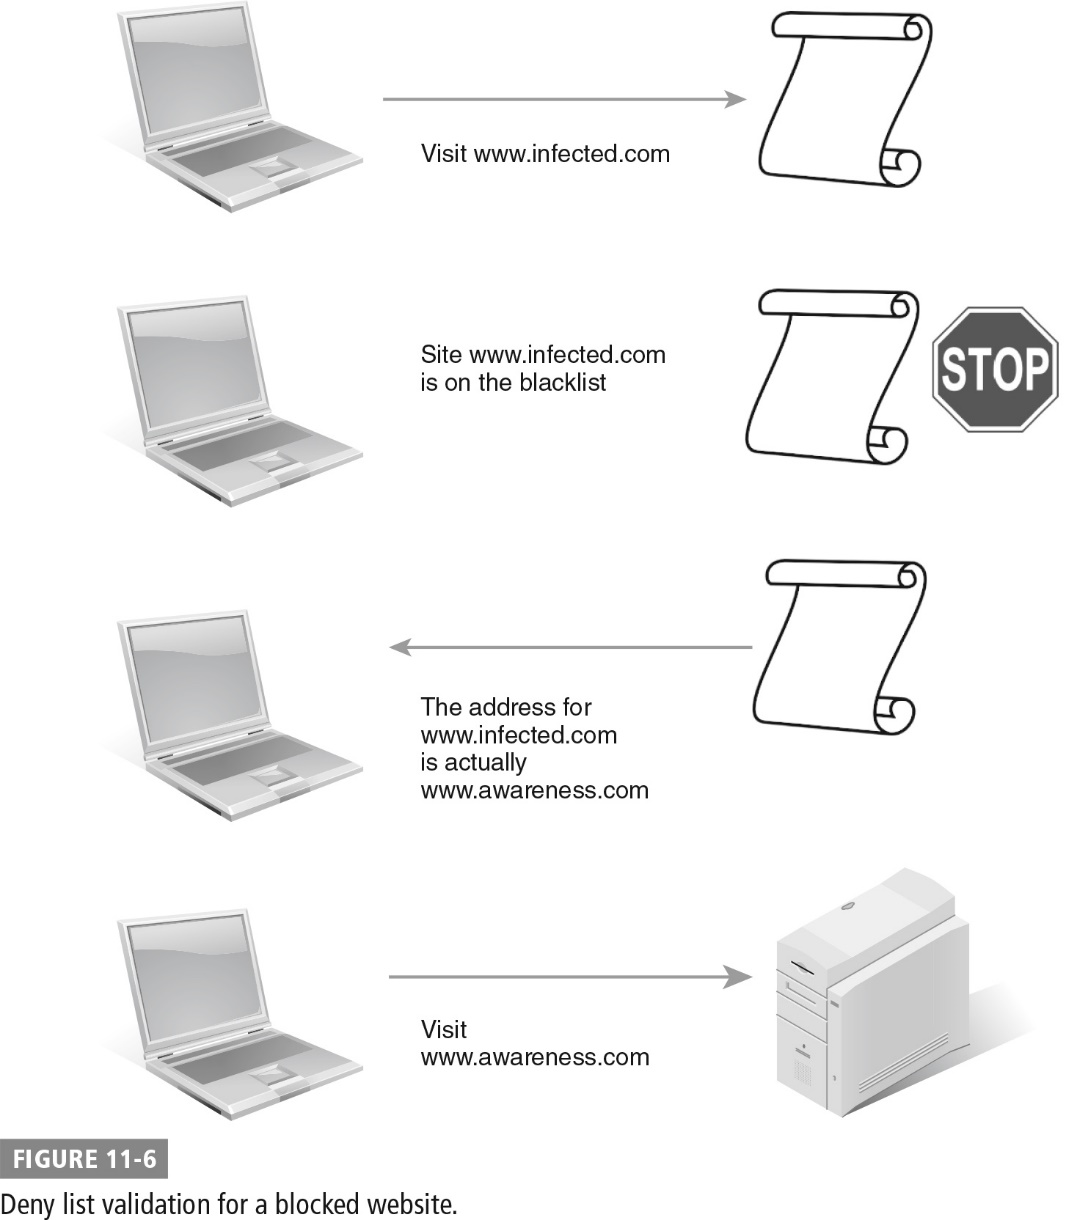 Visit www.infected.com
Site www.infected.com
is on the blacklist
STOP
The address for
www.infected.com
is actually
www.awareness.com
Visit
www.awareness.com
FIGURE 11-6
Deny list validation for a blocked website.